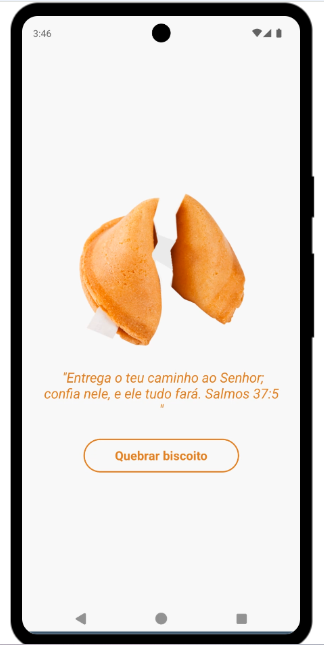 3:46
"Entrega o teu caminho ao Senhor;
confia nele, e ele tudo fará. Salmos 37:5
"
Quebrar biscoito